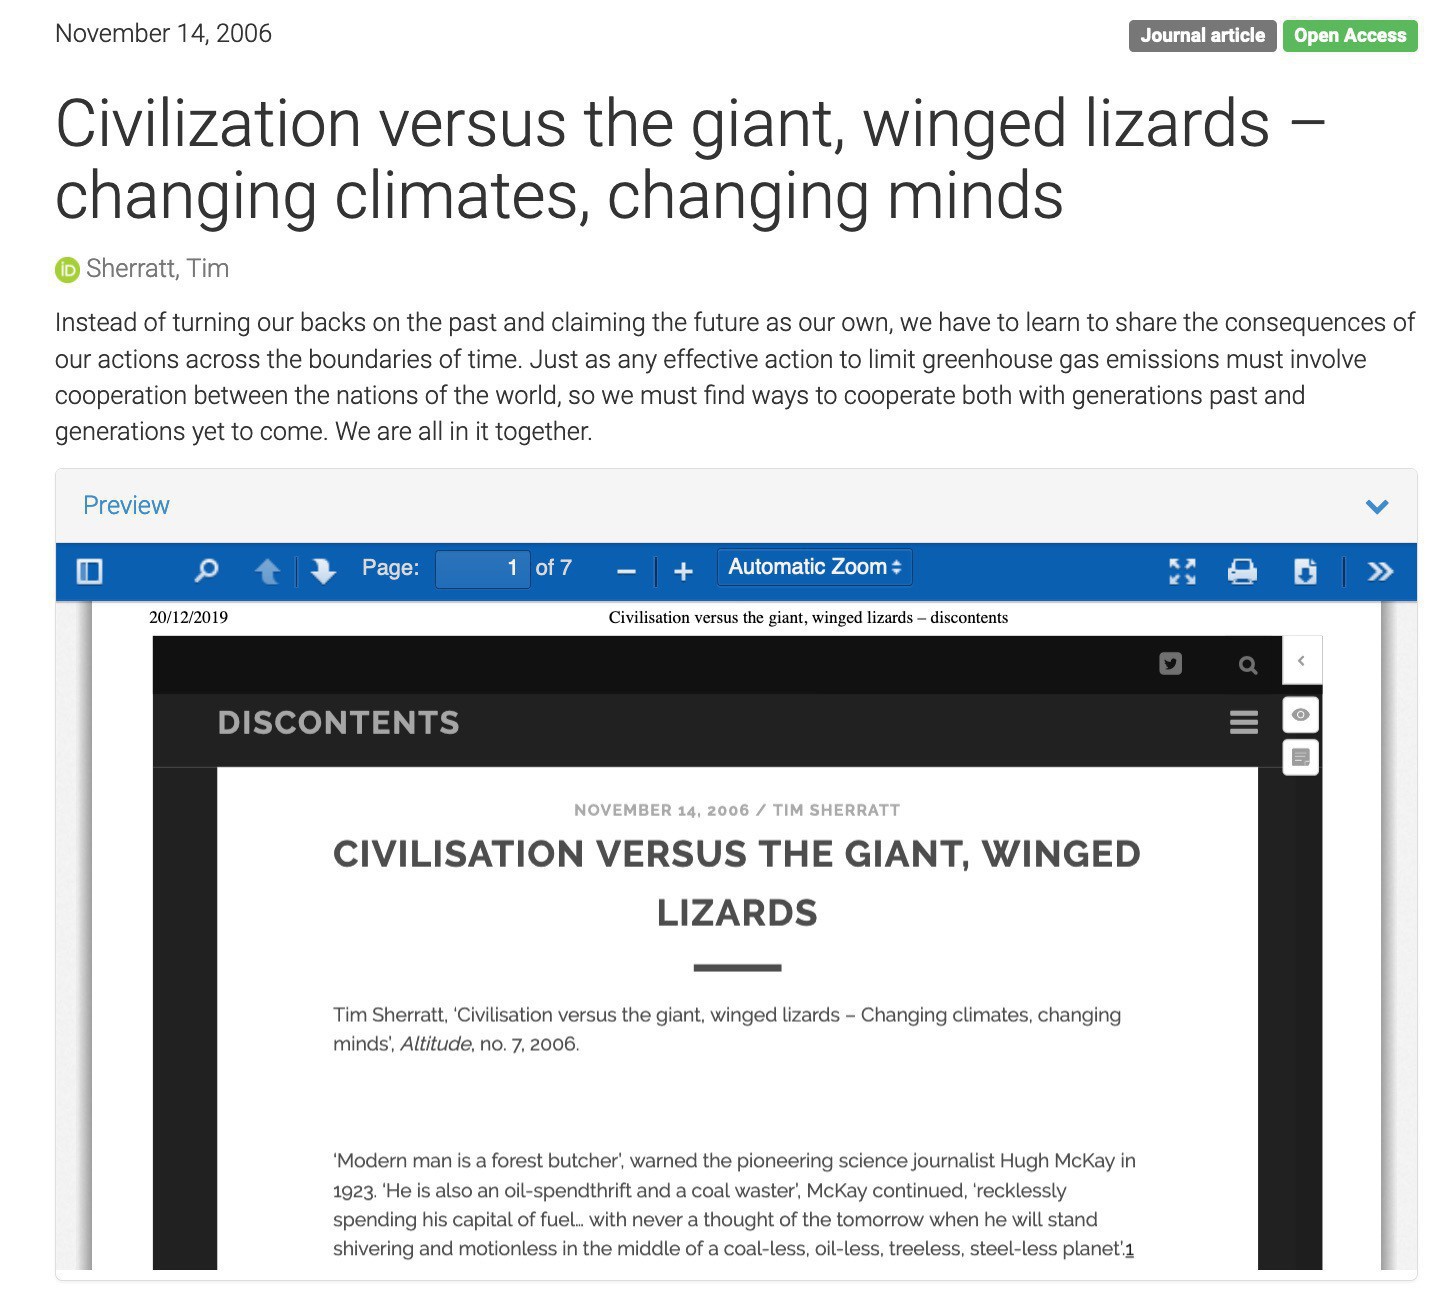 November 14, 2006
Journal article Open Access
Civilization versus the giant, winged lizards –
changing climates, changing minds
iD Sherratt, Tim
Instead of turning our backs on the past and claiming the future as our own, we have to learn to share the consequences of
our actions across the boundaries of time. Just as any effective action to limit greenhouse gas emissions must involve
cooperation between the nations of the world, so we must find ways to cooperate both with generations past and
generations yet to come. We are all in it together.
Preview
Page: 1 of 7 Automatic Zoom
20/12/2019 Civilisation versus the giant, winged lizards – discontents
DISCONTENTS
NOVEMBER 14, 2006 / TIM SHERRATT
CIVILISATION VERSUS THE GIANT, WINGED
LIZARDS
Tim Sherratt, 'Civilisation versus the giant, winged lizards – Changing climates, changing
minds', Altitude, no. 7, 2006.
'Modern man is a forest butcher', warned the pioneering science journalist Hugh McKay in
1923. 'He is also an oil-spendthrift and a coal waster', McKay continued, 'recklessly
spending his capital of fuel… with never a thought of the tomorrow when he will stand
shivering and motionless in the middle of a coal-less, oil-less, treeless, steel-less planet'.1